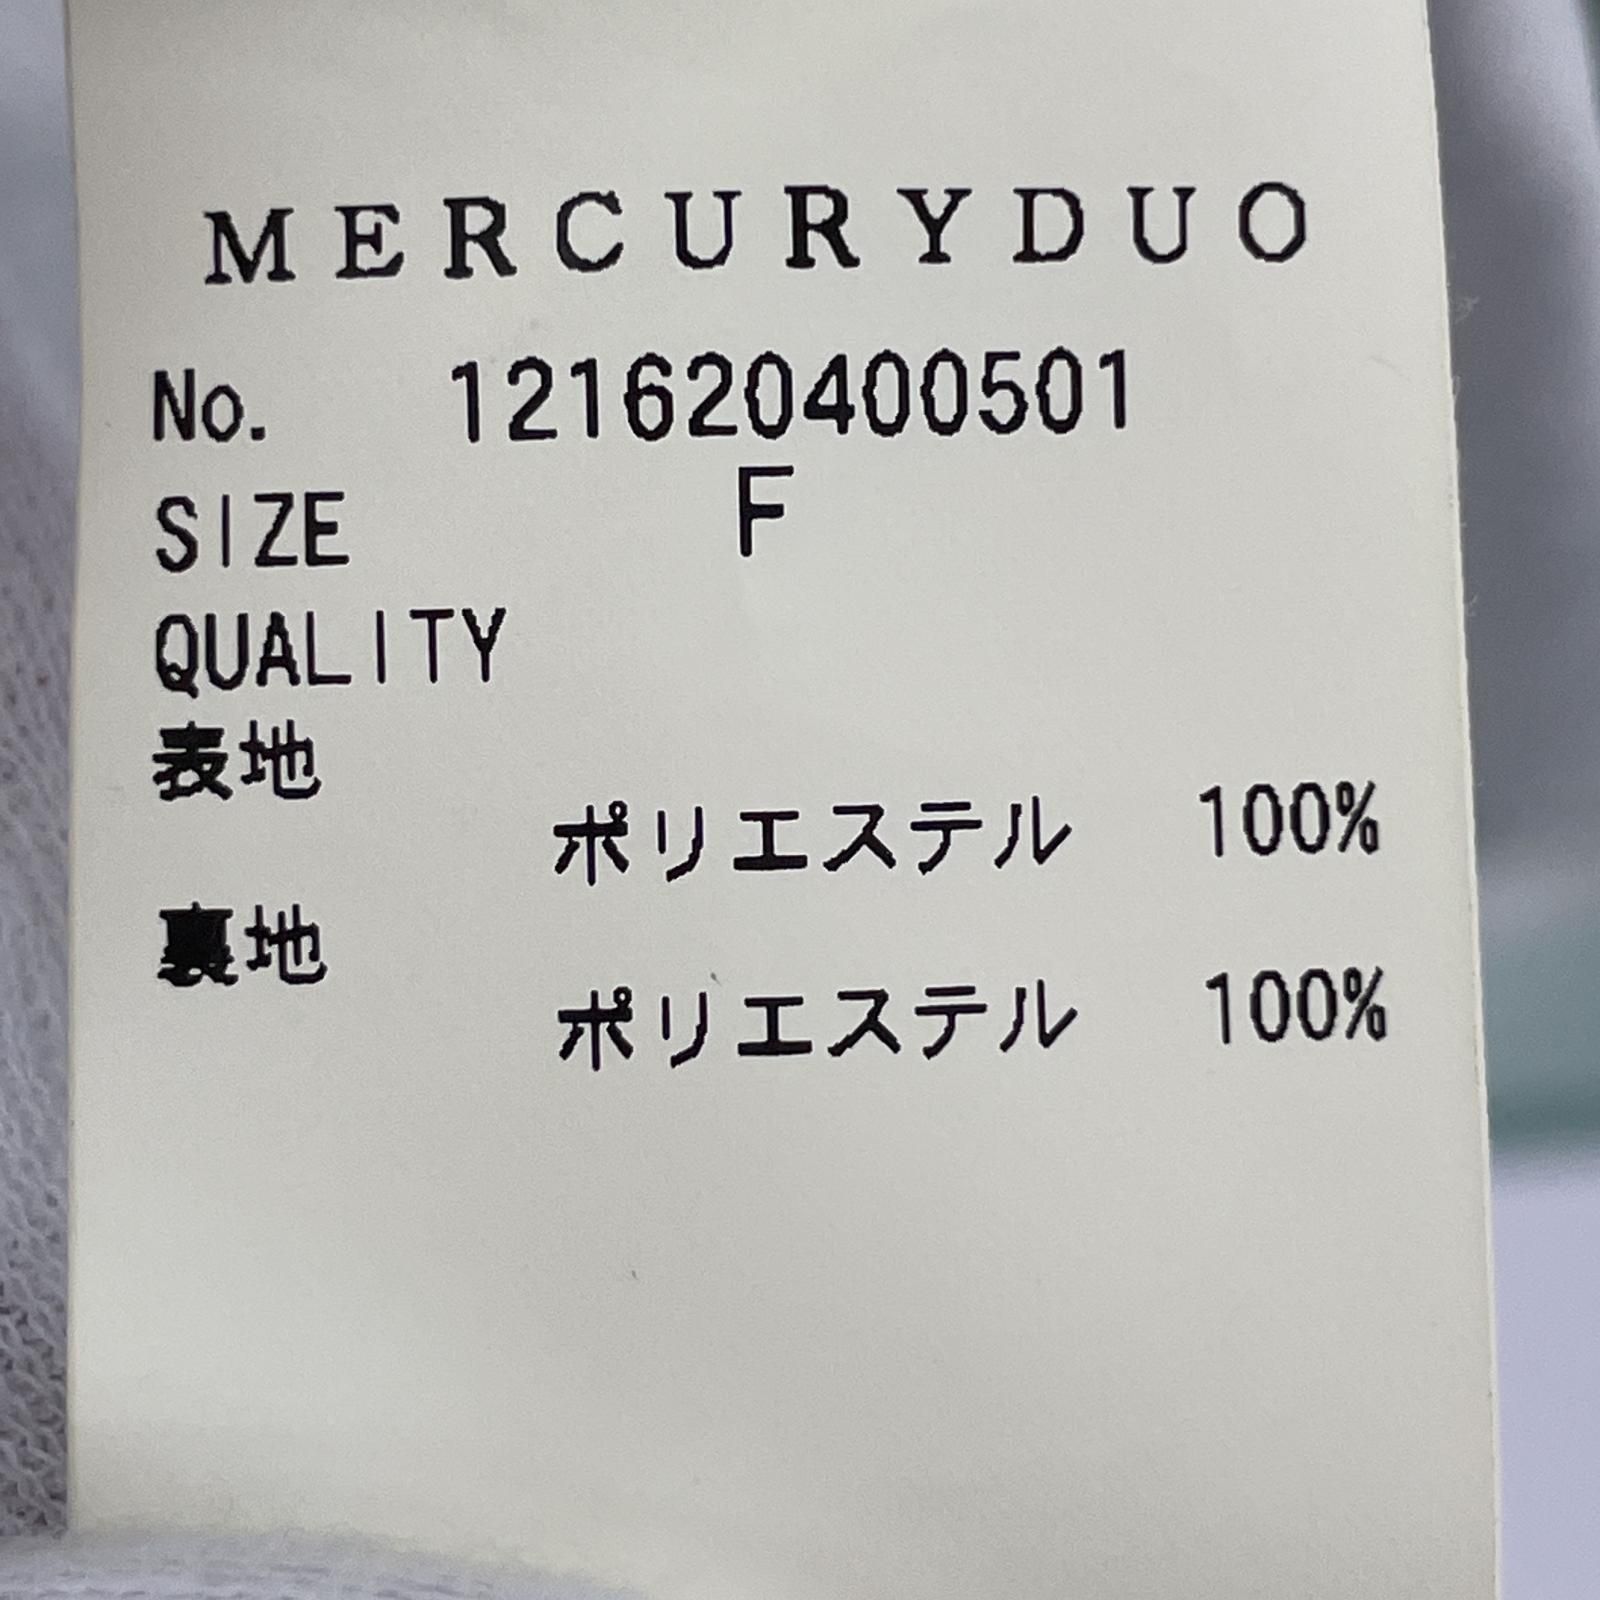 MERCURYDUO
No. 121620400501
SIZE F
QUALITY
表地
ポリエステル 100%
裏地
ポリエステル 100%